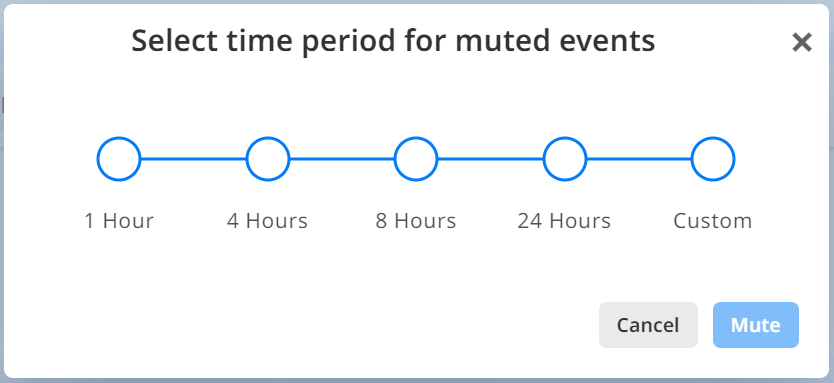 Select time period for muted events
1 Hour 4 Hours 8 Hours 24 Hours Custom
Cancel Mute